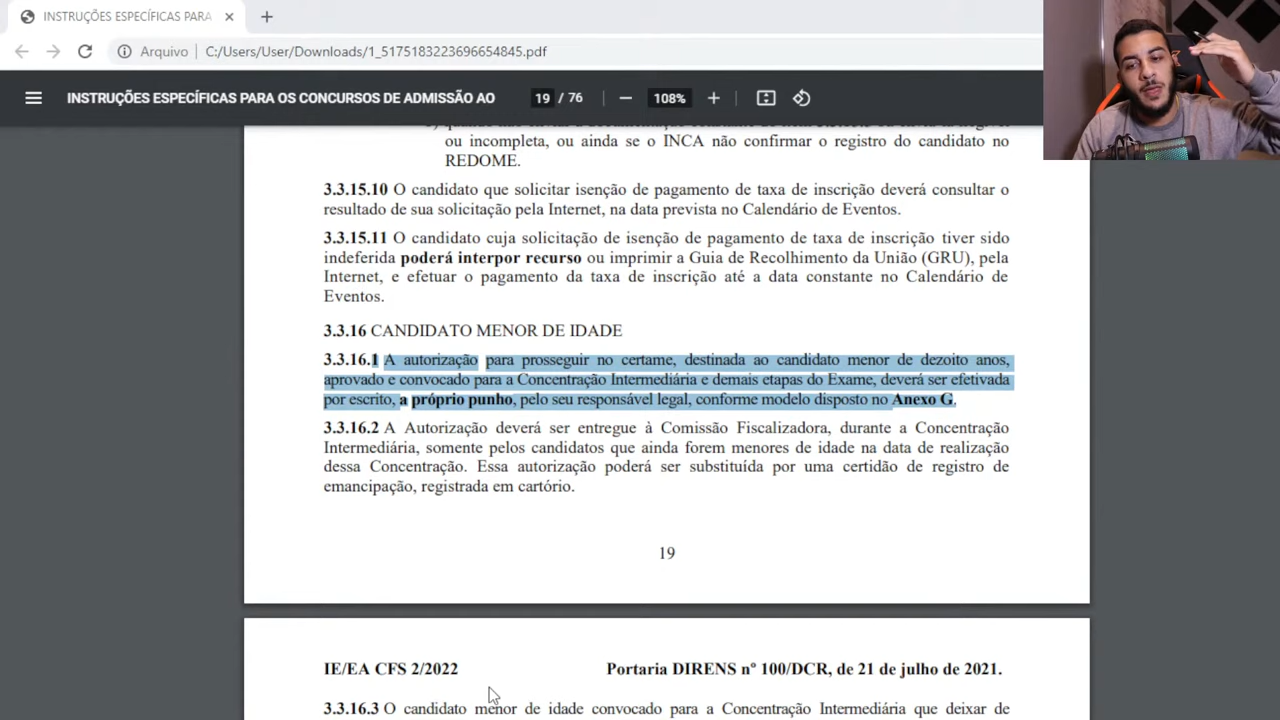 INSTRUÇÕES ESPECÍFICAS PARA
Arquivo
C:/Users/User/Downloads/1_5175183223696654845.pdf
INSTRUÇÕES ESPECÍFICAS PARA OS CONCURSOS DE ADMISSÃO AO
19 / 76
108%
ou incompleta, ou ainda se o INCA não confirmar o registro do candidato no
REDOME.
3.3.15.10 O candidato que solicitar isenção de pagamento de taxa de inscrição deverá consultar o
resultado de sua solicitação pela Internet, na data prevista no Calendário de Eventos.
3.3.15.11 O candidato cuja solicitação de isenção de pagamento de taxa de inscrição tiver sido
indeferida poderá interpor recurso ou imprimir a Guia de Recolhimento da União (GRU), pela
Internet, e efetuar o pagamento da taxa de inscrição até a data constante no Calendário de
Eventos.
3.3.16 CANDIDATO MENOR DE IDADE
3.3.16.1 A autorização para prosseguir no certame, destinada ao candidato menor de dezoito anos,
aprovado e convocado para a Concentração Intermediária e demais etapas do Exame, deverá ser efetivada
por escrito, a próprio punho, pelo seu responsável legal, conforme modelo disposto no Anexo G.
3.3.16.2 A Autorização deverá ser entregue à Comissão Fiscalizadora, durante a Concentração
Intermediária, somente pelos candidatos que ainda forem menores de idade na data de realização
dessa Concentração. Essa autorização poderá ser substituída por uma certidão de registro de
emancipação, registrada em cartório.
19
IE/EA CFS 2/2022
Portaria DIRENS nº 100/DCR, de 21 de julho de 2021.
3.3.16.3 O candidato menor de idade convocado para a Concentração Intermediária que deixar de